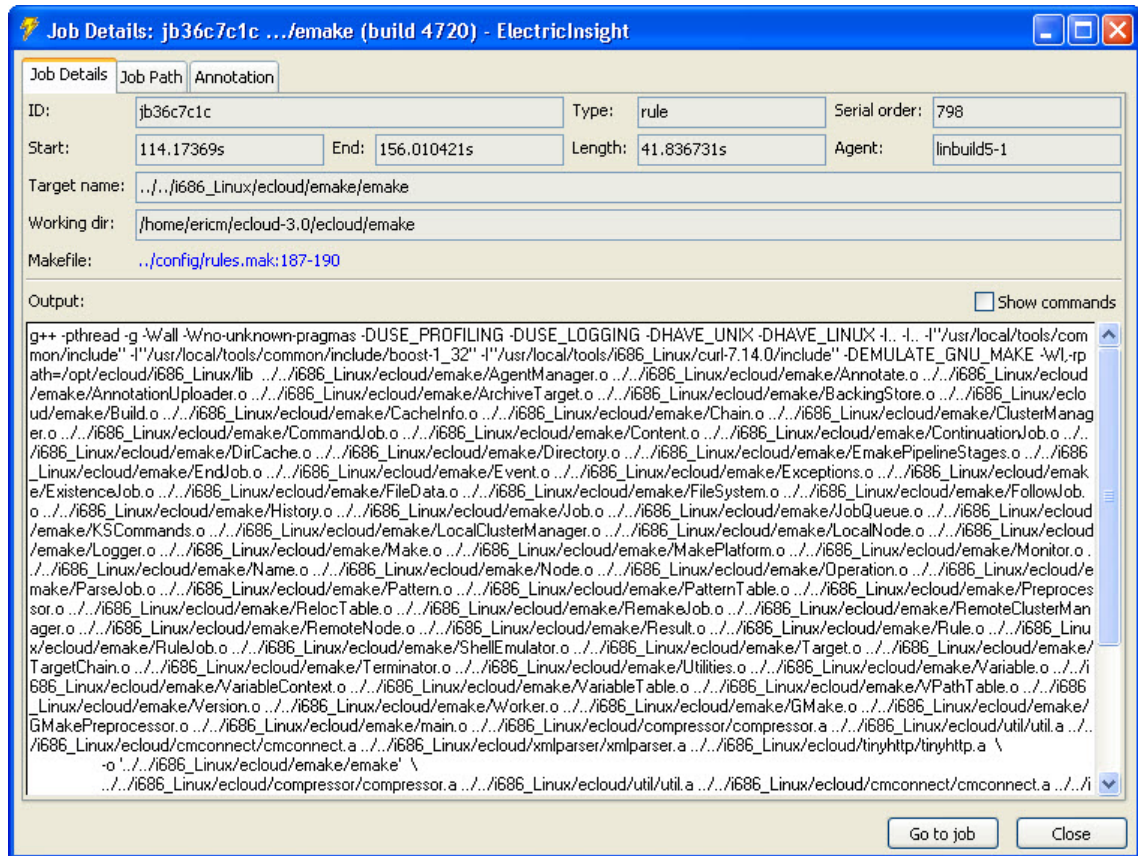 Job Details: jb36c7c1c .../emake (build 4720) - ElectricInsight
Job Details Job Path Annotation
ID: jb36c7c1c Type: rule Serial order: 798
Start: 114.17369s End: 156.010421s Length: 41.836731s Agent: linbuild5-1
Target name: ../../i686_Linux/ecloud/emake/emake
Working dir: /home/ericm/ecloud-3.0/ecloud/emake
Makefile: ../config/rules.mak:187-190
Output: Show commands
g++ -pthread -g -Wall -Wno-unknown-pragmas -DUSE_PROFILING -DUSE_LOGGING -DHAVE_UNIX -DHAVE_LINUX -I.. -I.. -I"/usr/local/tools/com
mon/include" -I"/usr/local/tools/common/include/boost-1_32" -I"/usr/local/tools/i686_Linux/curl-7.14.0/include" -DEMULATE_GNU_MAKE -Wl,-rp
ath=/opt/ecloud/i686_Linux/lib ../../i686_Linux/ecloud/emake/AgentManager.o ../../i686_Linux/ecloud/emake/Annotate.o ../../i686_Linux/ecloud
/emake/AnnotationUploader.o ../../i686_Linux/ecloud/emake/ArchiveTarget.o ../../i686_Linux/ecloud/emake/BackingStore.o ../../i686_Linux/eclo
ud/emake/Build.o ../../i686_Linux/ecloud/emake/CacheInfo.o ../../i686_Linux/ecloud/emake/Chain.o ../../i686_Linux/ecloud/emake/ClusterManag
er.o ../../i686_Linux/ecloud/emake/CommandJob.o ../../i686_Linux/ecloud/emake/Content.o ../../i686_Linux/ecloud/emake/ContinuationJob.o ../..
/i686_Linux/ecloud/emake/DirCache.o ../../i686_Linux/ecloud/emake/Directory.o ../../i686_Linux/ecloud/emake/EmakePipelineStages.o ../../i686
_Linux/ecloud/emake/EndJob.o ../../i686_Linux/ecloud/emake/Event.o ../../i686_Linux/ecloud/emake/Exceptions.o ../../i686_Linux/ecloud/emak
e/ExistenceJob.o ../../i686_Linux/ecloud/emake/FileData.o ../../i686_Linux/ecloud/emake/FileSystem.o ../../i686_Linux/ecloud/emake/FollowJob.
o ../../i686_Linux/ecloud/emake/History.o ../../i686_Linux/ecloud/emake/Job.o ../../i686_Linux/ecloud/emake/JobQueue.o ../../i686_Linux/ecloud
/emake/KSCommands.o ../../i686_Linux/ecloud/emake/LocalClusterManager.o ../../i686_Linux/ecloud/emake/LocalNode.o ../../i686_Linux/ecloud
/emake/Logger.o ../../i686_Linux/ecloud/emake/Make.o ../../i686_Linux/ecloud/emake/MakePlatform.o ../../i686_Linux/ecloud/emake/Monitor.o .
./../i686_Linux/ecloud/emake/Name.o ../../i686_Linux/ecloud/emake/Node.o ../../i686_Linux/ecloud/emake/Operation.o ../../i686_Linux/ecloud/e
make/ParseJob.o ../../i686_Linux/ecloud/emake/Pattern.o ../../i686_Linux/ecloud/emake/PatternTable.o ../../i686_Linux/ecloud/emake/Preproces
sor.o ../../i686_Linux/ecloud/emake/RelocTable.o ../../i686_Linux/ecloud/emake/RemakeJob.o ../../i686_Linux/ecloud/emake/RemoteClusterMan
ager.o ../../i686_Linux/ecloud/emake/RemoteNode.o ../../i686_Linux/ecloud/emake/Result.o ../../i686_Linux/ecloud/emake/Rule.o ../../i686_Linu
x/ecloud/emake/RuleJob.o ../../i686_Linux/ecloud/emake/ShellEmulator.o ../../i686_Linux/ecloud/emake/Target.o ../../i686_Linux/ecloud/emake/
TargetChain.o ../../i686_Linux/ecloud/emake/Terminator.o ../../i686_Linux/ecloud/emake/Utilities.o ../../i686_Linux/ecloud/emake/Variable.o ../../i
686_Linux/ecloud/emake/VariableContext.o ../../i686_Linux/ecloud/emake/VariableTable.o ../../i686_Linux/ecloud/emake/VPathTable.o ../../i686
_Linux/ecloud/emake/Version.o ../../i686_Linux/ecloud/emake/Worker.o ../../i686_Linux/ecloud/emake/GMake.o ../../i686_Linux/ecloud/emake/
GMakePreprocessor.o ../../i686_Linux/ecloud/emake/main.o ../../i686_Linux/ecloud/compressor/compressor.a ../../i686_Linux/ecloud/util/util.a ../..
/i686_Linux/ecloud/cmconnect/cmconnect.a ../../i686_Linux/ecloud/xmlparser/xmlparser.a ../../i686_Linux/ecloud/tinyhttp/tinyhttp.a \
-o '../../i686_Linux/ecloud/emake/emake' \
../../i686_Linux/ecloud/compressor/compressor.a ../../i686_Linux/ecloud/util/util.a ../../i686_Linux/ecloud/cmconnect/cmconnect.a ../../i
Go to job Close